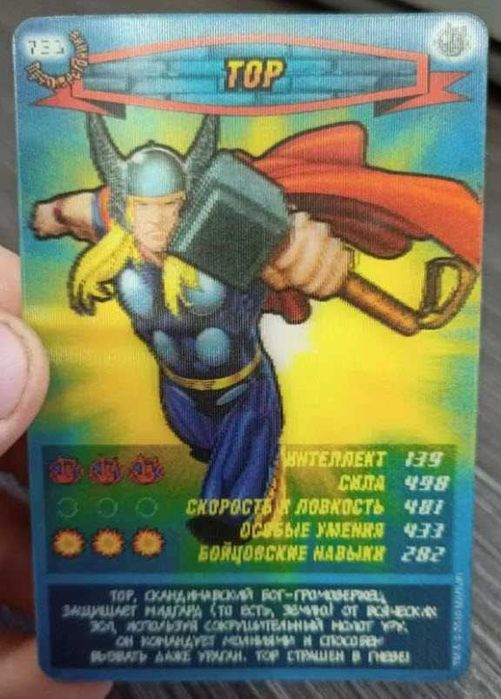 ТОР
ИНТЕЛЛЕКТ 139
СИЛА 498
СКОРОСТЬ И ЛОВКОСТЬ 481
ОСОБЫЕ УМЕНИЯ 433
БОЙЦОВСКИЕ НАВЫКИ 282
ТОР, СКАНДИНАВСКИЙ БОГ-ГРОМОВЕРЖЕЦ,
ЗАЩИЩАЕТ МИДГАРД (ТО ЕСТЬ, ЗЕМЛЮ) ОТ ВСЯЧЕСКИХ
ЗОЛ, ИСПОЛЬЗУЯ СОКРУШИТЕЛЬНЫЙ МОЛОТ УРУ.
ОН КОМАНДУЕТ МОЛНИЯМИ И СПОСОБЕН
ВЫЗВАТЬ ДАЖЕ УРАГАН. ТОР СТРАШЕН В ГНЕВЕ!